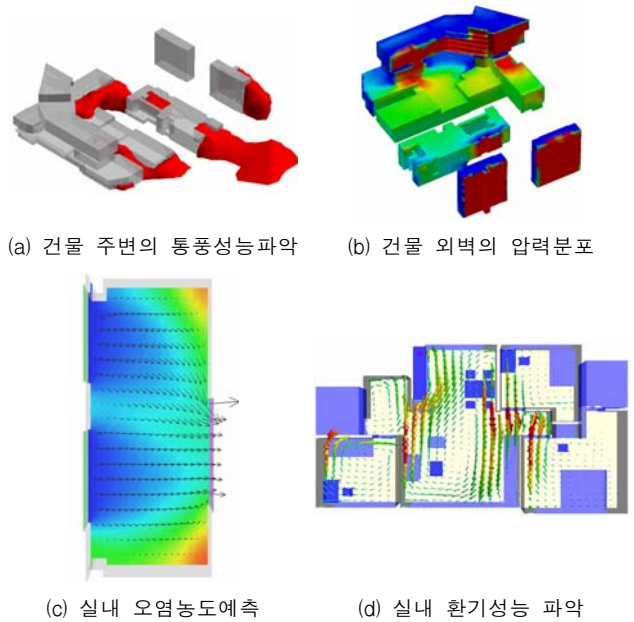 (a) 건물 주변의 통풍성능파악
(b) 건물 외벽의 압력분포
(c) 실내 오염농도예측
(d) 실내 환기성능 파악